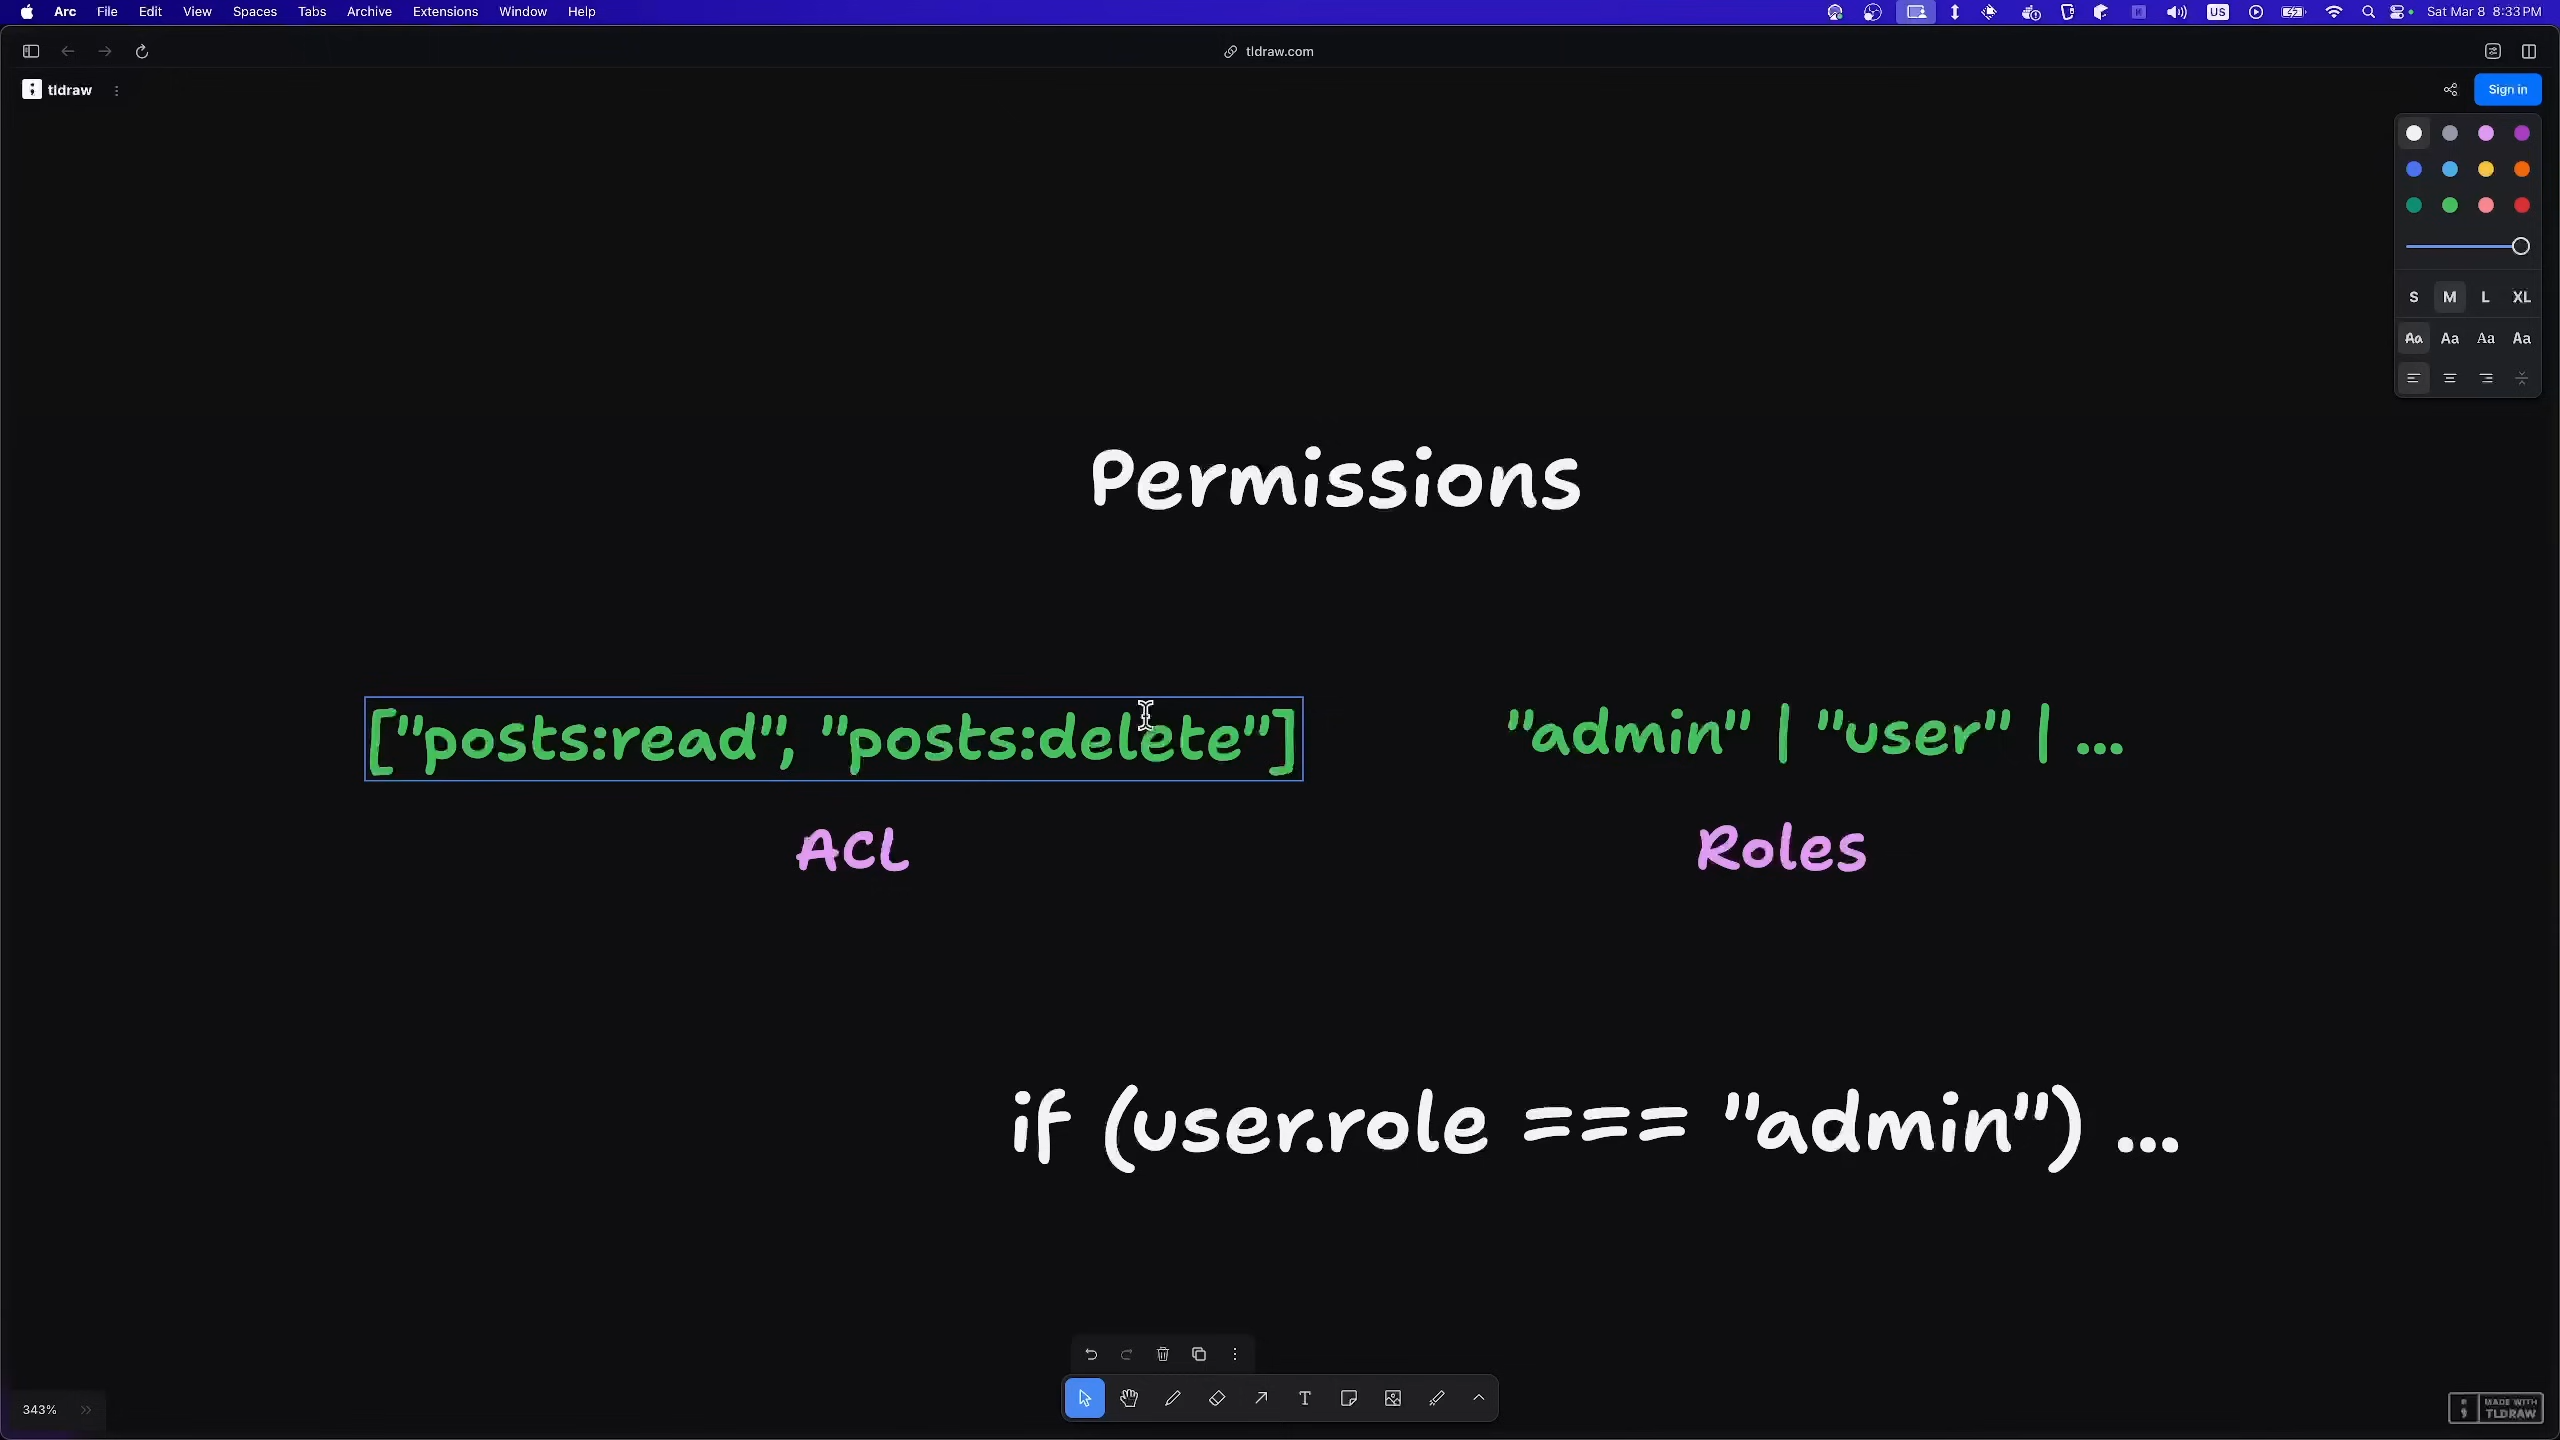 Arc File Edit View Spaces Tabs Archive Extensions Window Help US Sat Mar 8 8:33 PM
tldraw.com
tldraw Sign in
S M L XL
Aa Aa Aa Aa
Permissions
["posts:read", "posts:delete"] "admin" | "user" | ...
ACL Roles
if (user.role === "admin") ...
T
343% MADE WITH
TLDRAW